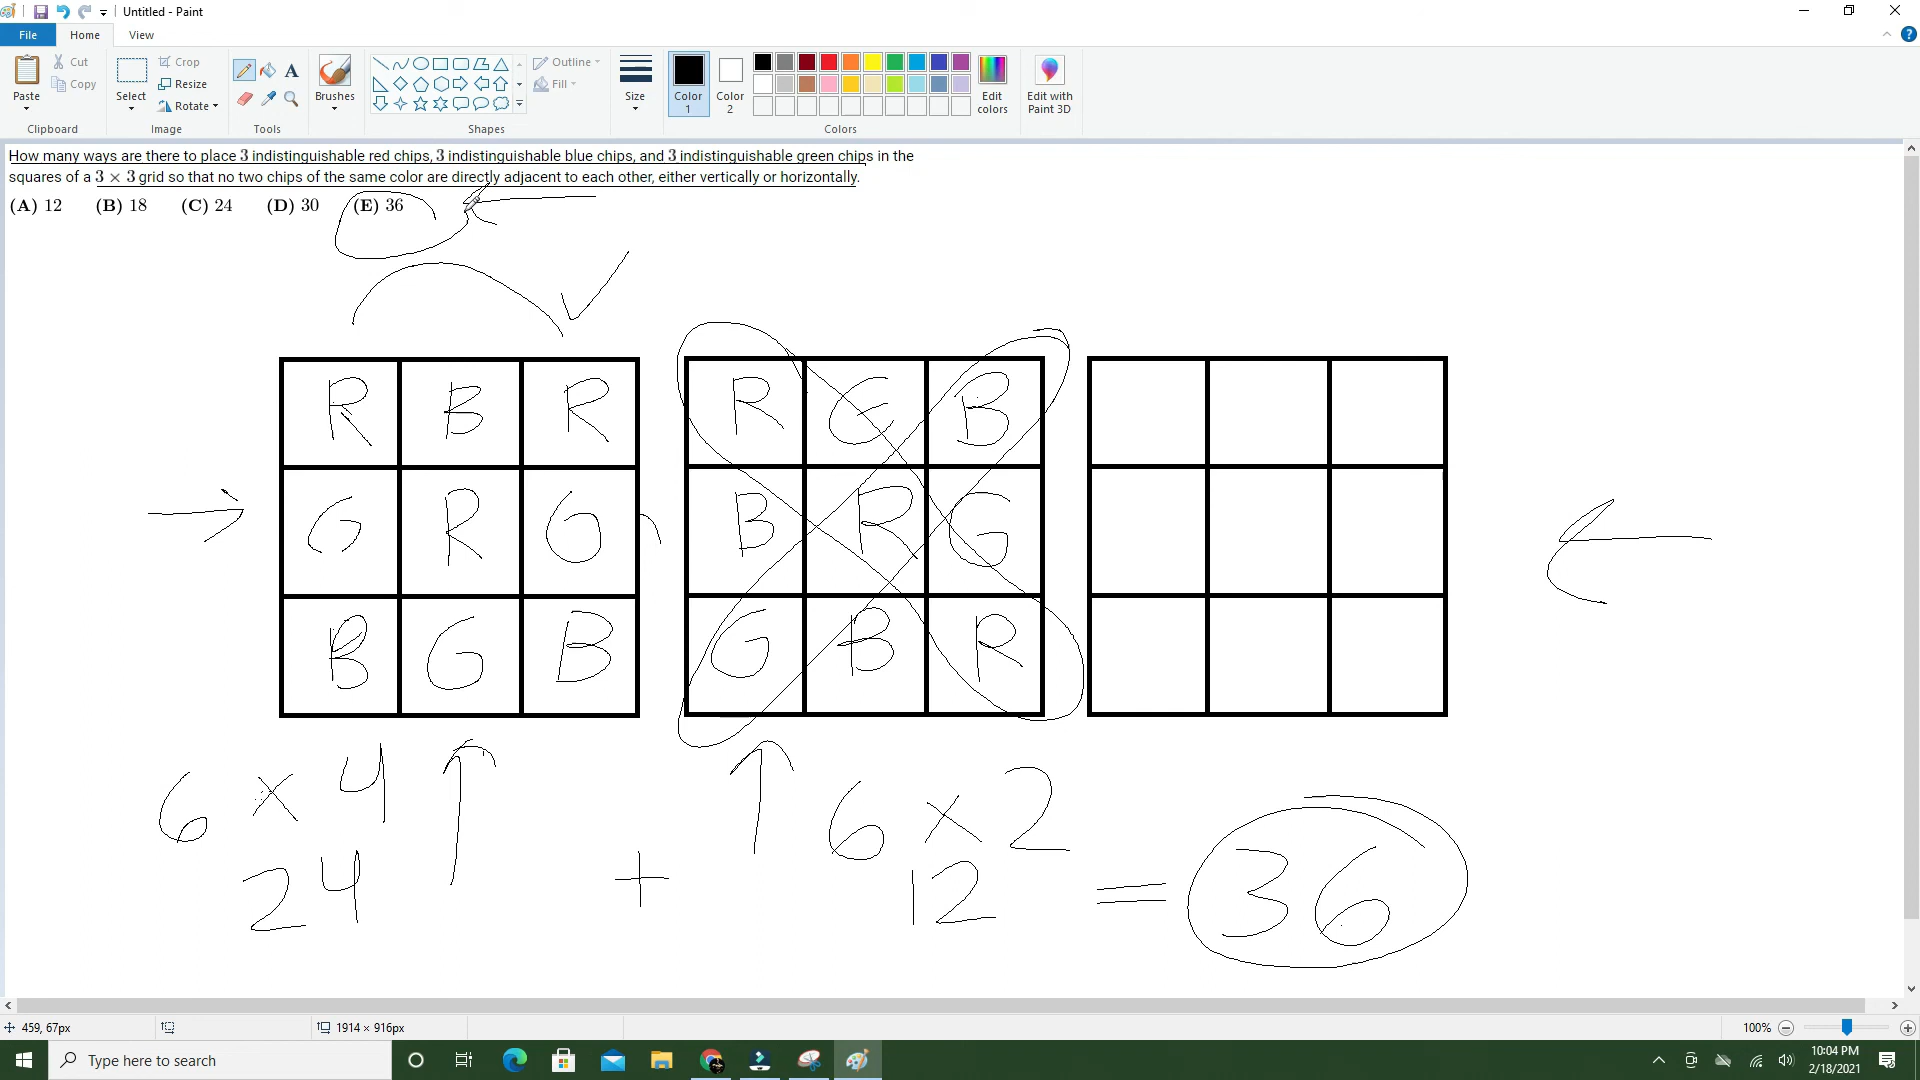 Untitled - Paint
File Home View
Paste
Cut
Copy
Clipboard
Select
Crop
Resize
Rotate
Image
A
Tools
Brushes
Shapes
Outline
Fill
Size
Color 1
Color 2
Colors
Edit colors
Edit with Paint 3D
How many ways are there to place 3 indistinguishable red chips, 3 indistinguishable blue chips, and 3 indistinguishable green chips in the
squares of a 3 × 3 grid so that no two chips of the same color are directly adjacent to each other, either vertically or horizontally.
(A) 12 (B) 18 (C) 24 (D) 30 (E) 36
R B R R G B
G R G B R G
B G B G B R
6 × 4 6 × 2
24 + 12 = 36
459, 67px 1914 × 916px 100%
Type here to search
10:04 PM
2/18/2021